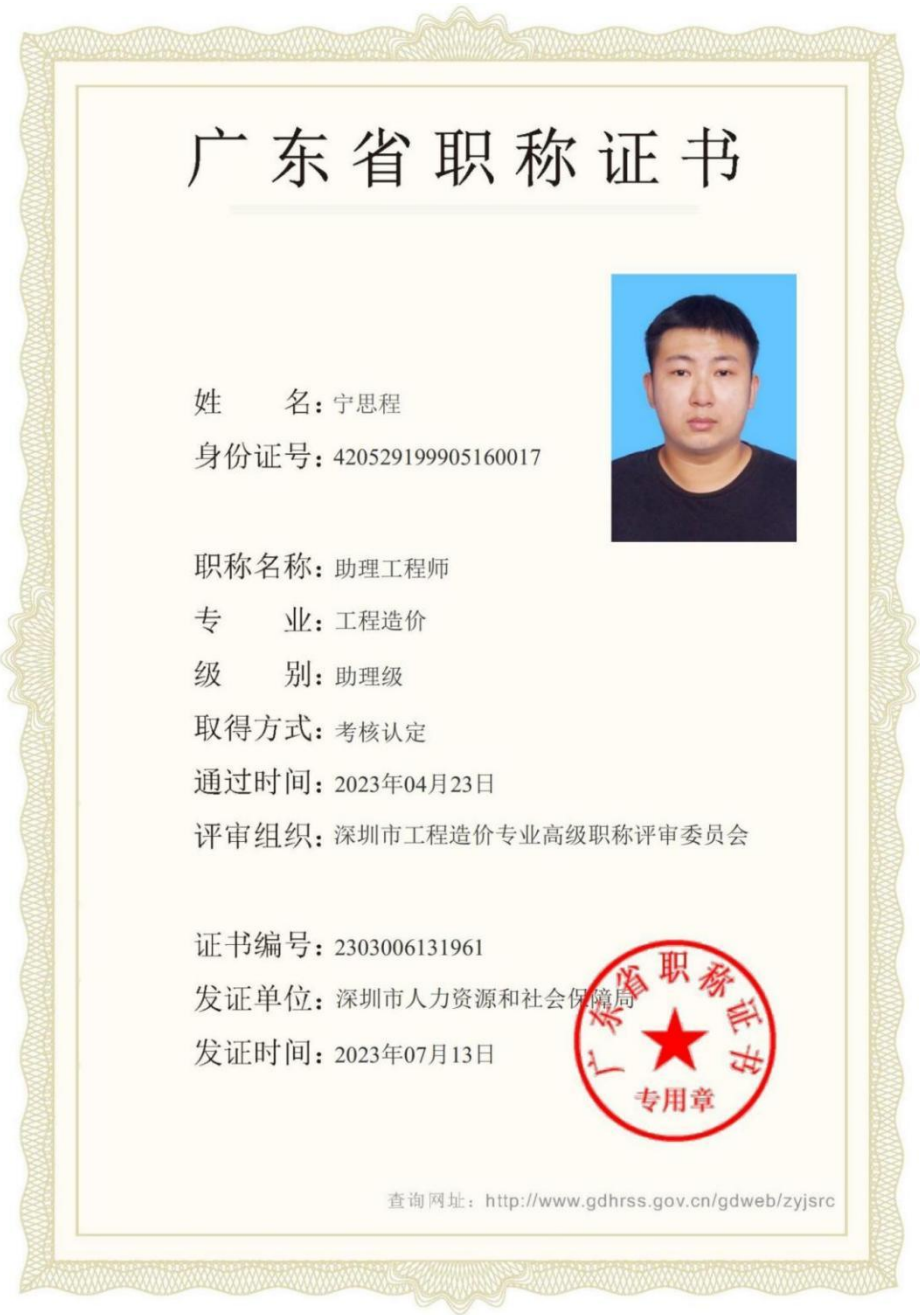 广东省职称证书
姓 名：宁思程
身份证号：420529199905160017
职称名称：助理工程师
专 业：工程造价
级 别：助理级
取得方式：考核认定
通过时间：2023年04月23日
评审组织：深圳市工程造价专业高级职称评审委员会
证书编号：2303006131961
发证单位：深圳市人力资源和社会保障局
发证时间：2023年07月13日
广东省职称证书
专用章
查询网址：http://www.gdhrss.gov.cn/gdweb/zyjsrc